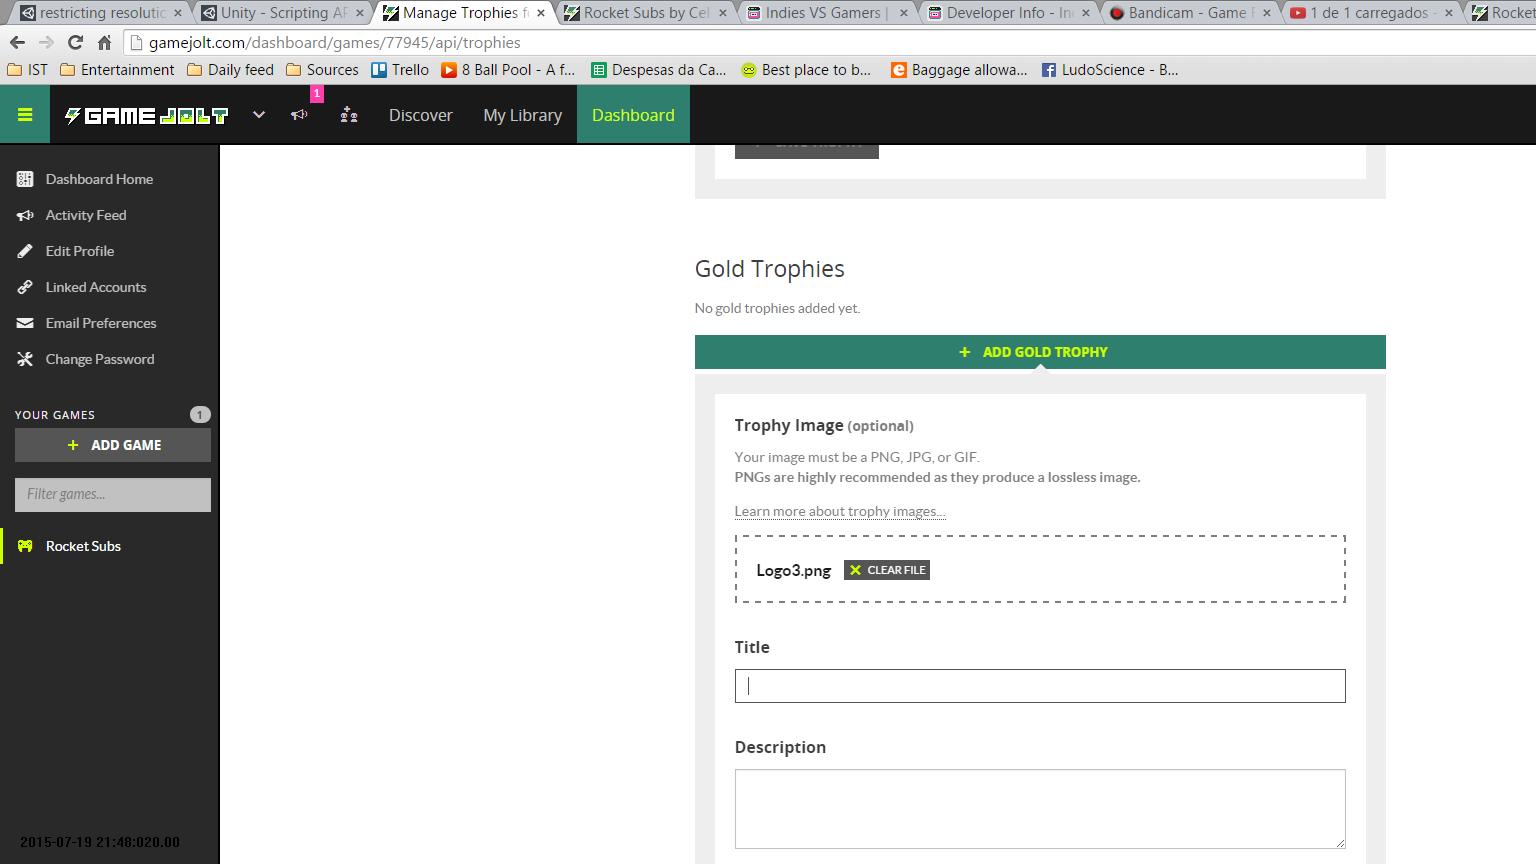 restricting resolutic
Unity - Scripting AP
Manage Trophies fo
Rocket Subs by Cel
Indies VS Gamers |
Developer Info - In
Bandicam - Game R
1 de 1 carregados -
Rocket
gamejolt.com/dashboard/games/77945/api/trophies
IST
Entertainment
Daily feed
Sources
Trello
8 Ball Pool - A f...
Despesas da Ca...
Best place to b...
Baggage allowa...
LudoScience - B...
GAME JOLT
1
Discover
My Library
Dashboard
Dashboard Home
Activity Feed
Edit Profile
Linked Accounts
Email Preferences
Change Password
YOUR GAMES 1
+ ADD GAME
Filter games...
Rocket Subs
2015-07-19 21:48:020.00
Gold Trophies
No gold trophies added yet.
+ ADD GOLD TROPHY
Trophy Image (optional)
Your image must be a PNG, JPG, or GIF.
PNGs are highly recommended as they produce a lossless image.
Learn more about trophy images...
Logo3.png CLEAR FILE
Title
Description